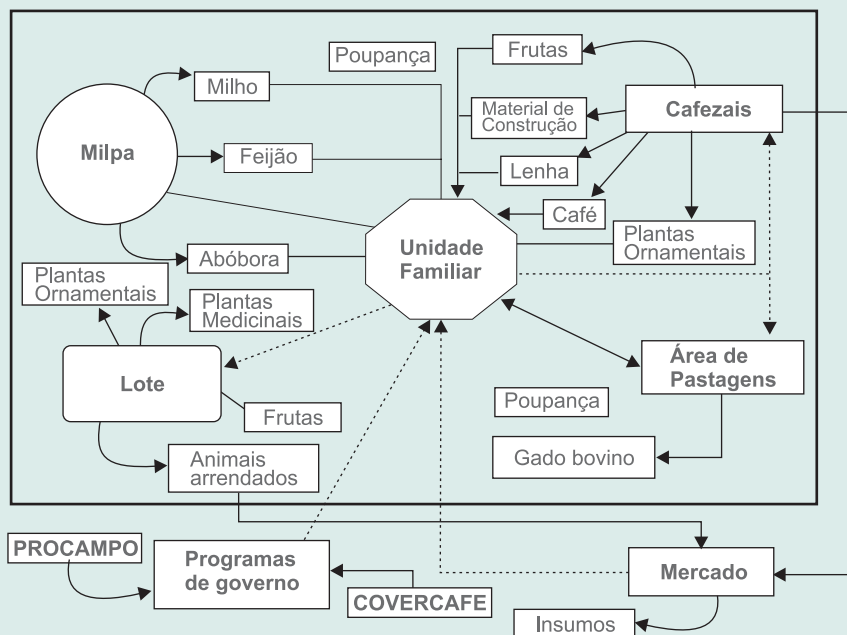 Poupança
Frutas
Milho
Material de
Construção
Cafezais
Milpa
Feijão
Lenha
Café
Plantas
Ornamentais
Unidade
Familiar
Abóbora
Plantas
Ornamentais
Plantas
Medicinais
Lote
Frutas
Área de
Pastagens
Poupança
Gado bovino
Animais
arrendados
PROCAMPO
Programas
de governo
COVERCAFE
Mercado
Insumos